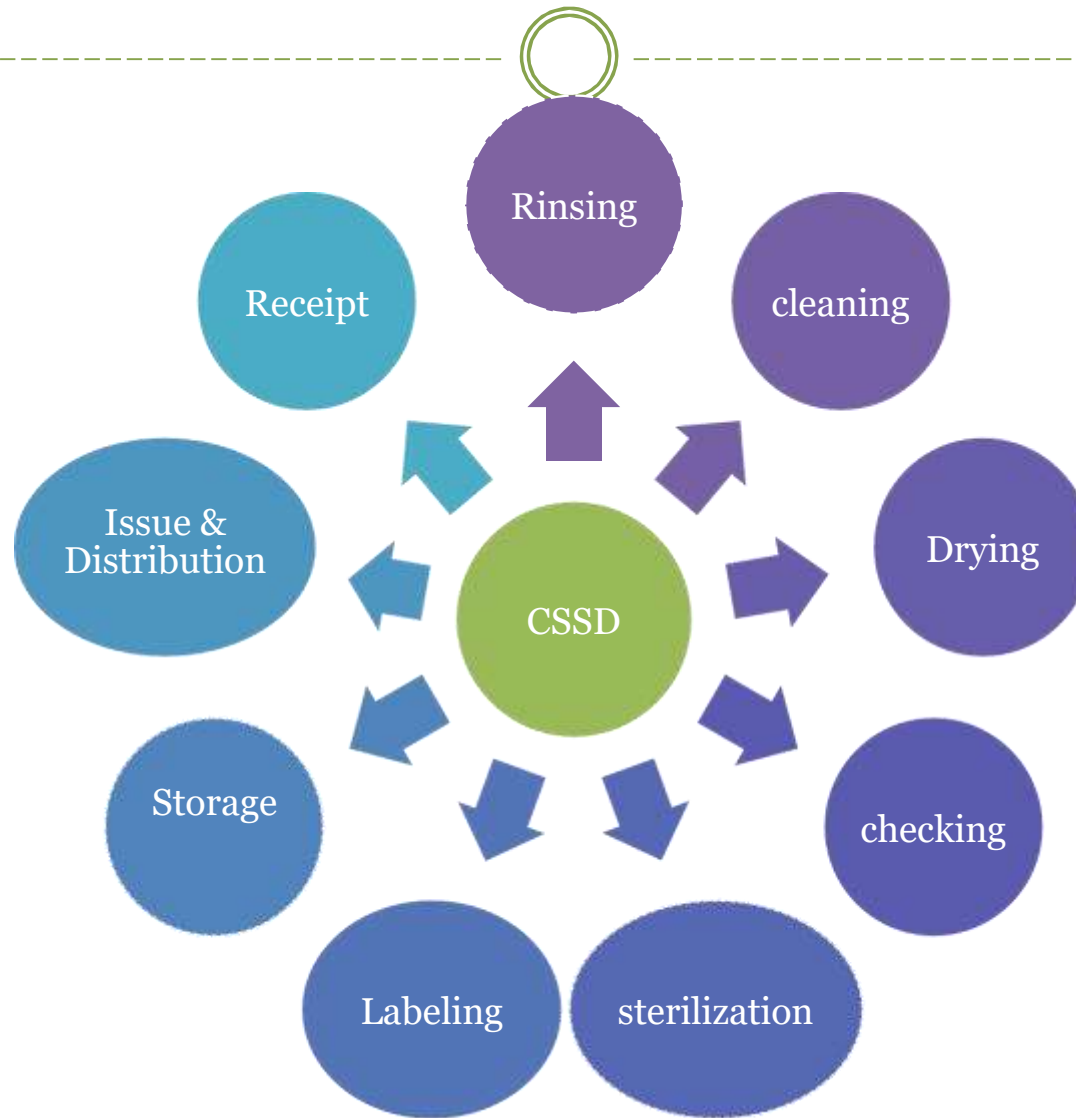 Rinsing
cleaning
Drying
checking
sterilization
Labeling
Storage
Issue &
Distribution
Receipt
CSSD